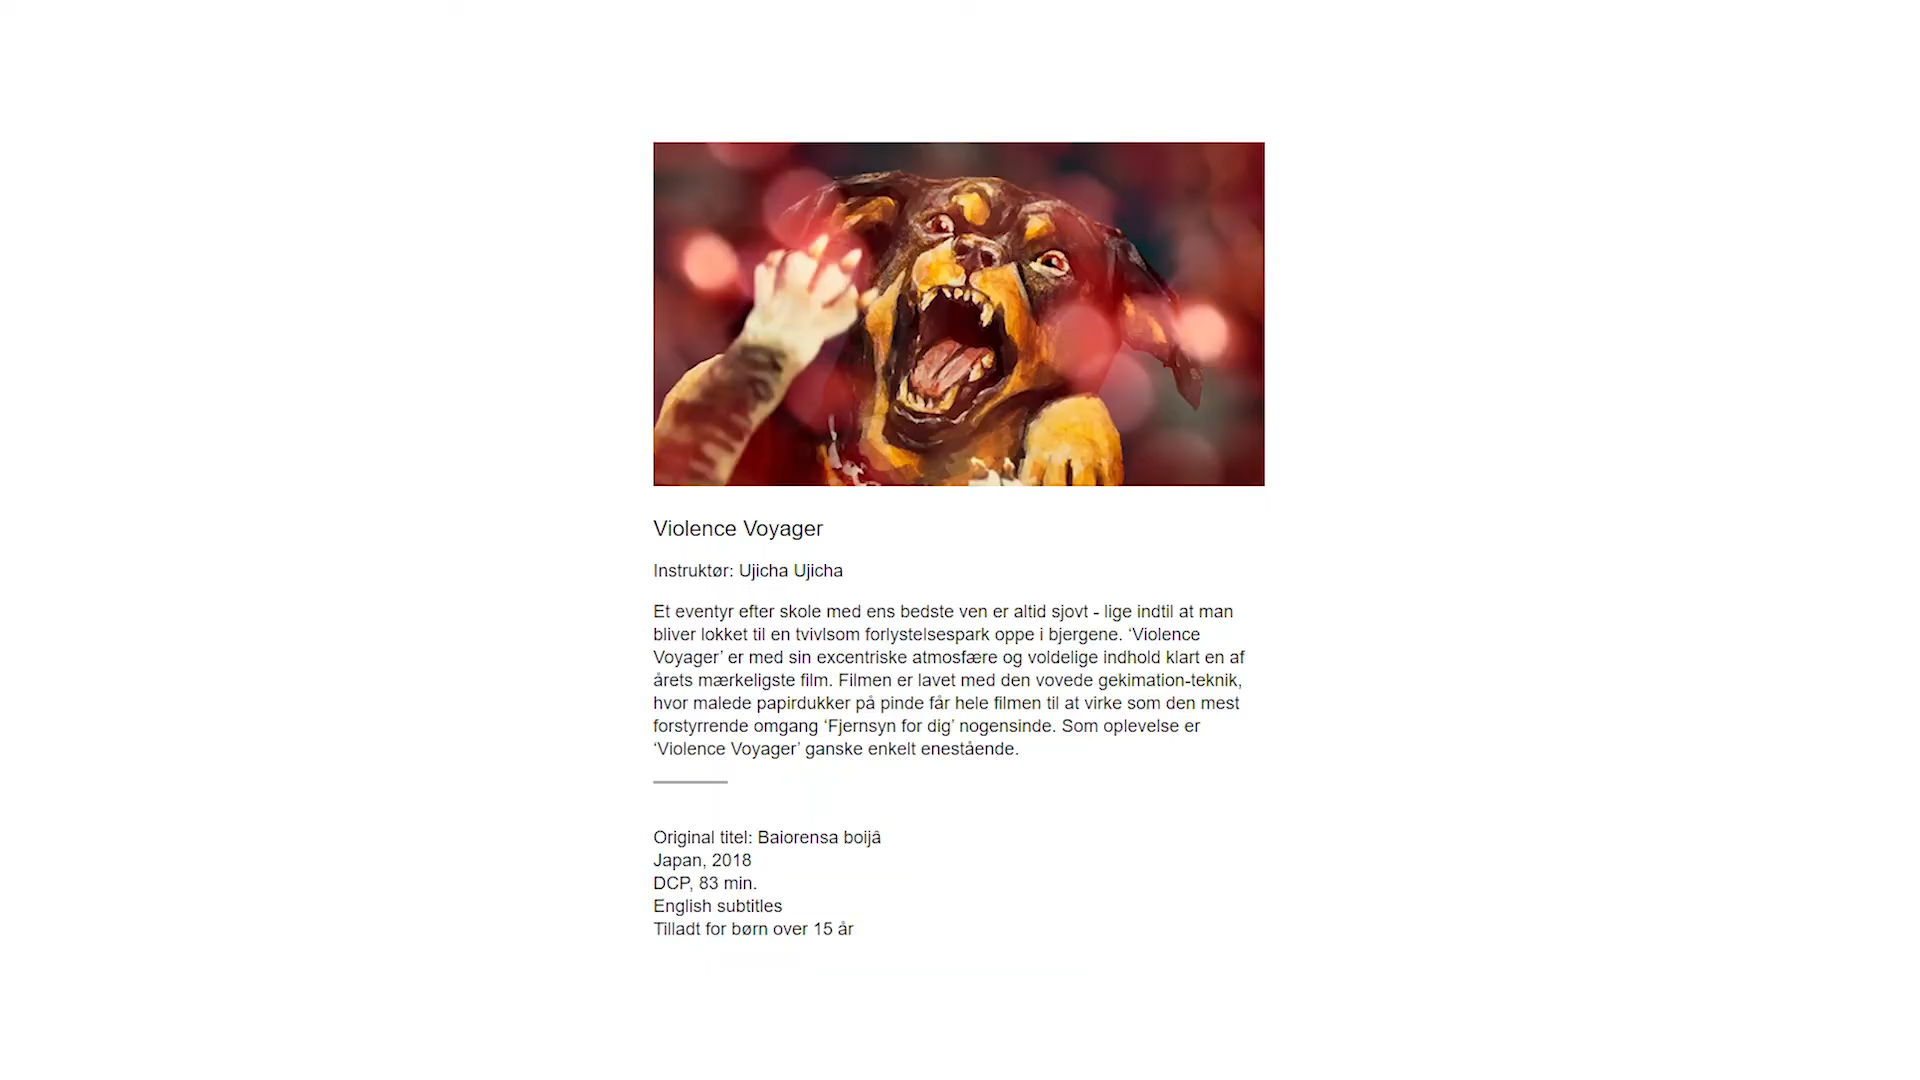 Violence Voyager
Instruktør: Ujicha Ujicha
Et eventyr efter skole med ens bedste ven er altid sjovt - lige indtil at man
bliver lokket til en tvivlsom forlystelsespark oppe i bjergene. ‘Violence
Voyager’ er med sin excentriske atmosfære og voldelige indhold klart en af
årets mærkeligste film. Filmen er lavet med den vovede gekimation-teknik,
hvor malede papirdukker på pinde får hele filmen til at virke som den mest
forstyrrende omgang ‘Fjernsyn for dig’ nogensinde. Som oplevelse er
‘Violence Voyager’ ganske enkelt enestående.
Original titel: Baiorensa boijâ
Japan, 2018
DCP, 83 min.
English subtitles
Tilladt for børn over 15 år